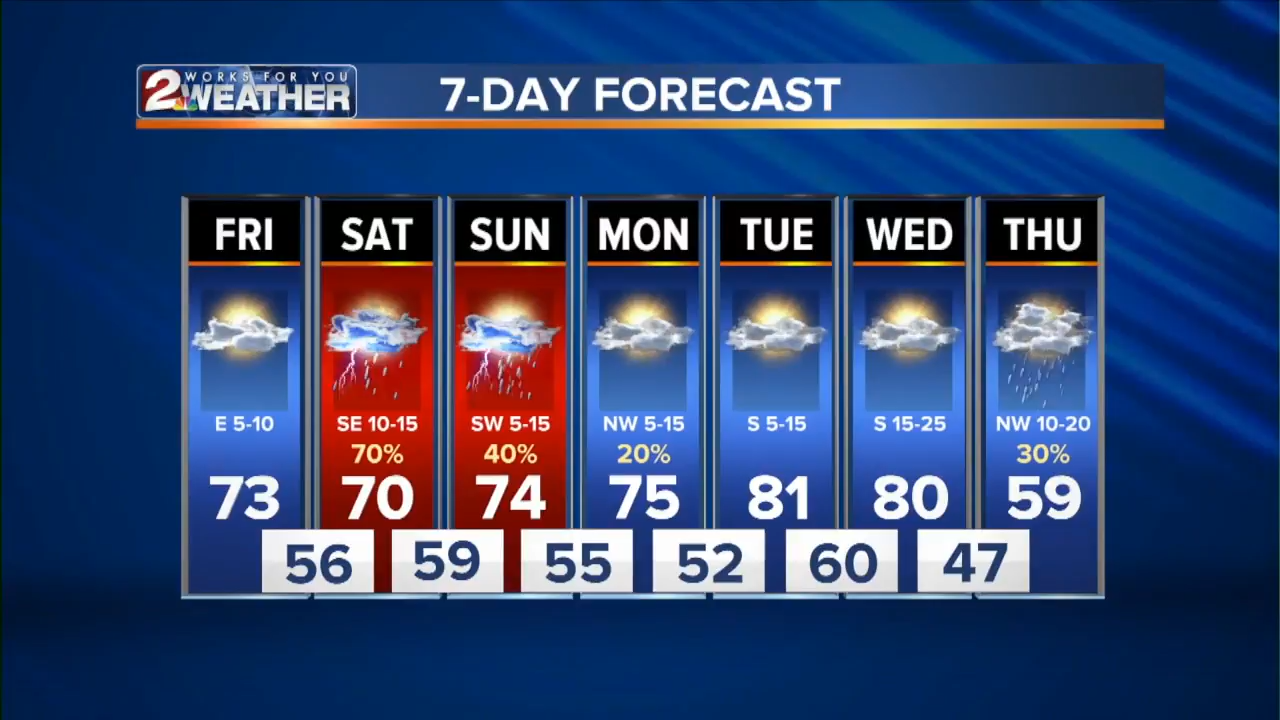 2 WORKS FOR YOU
WEATHER
7-DAY FORECAST
FRI SAT SUN MON TUE WED THU
E 5-10 SE 10-15 SW 5-15 NW 5-15 S 5-15 S 15-25 NW 10-20
70% 40% 20% 30%
73 70 74 75 81 80 59
56 59 55 52 60 47